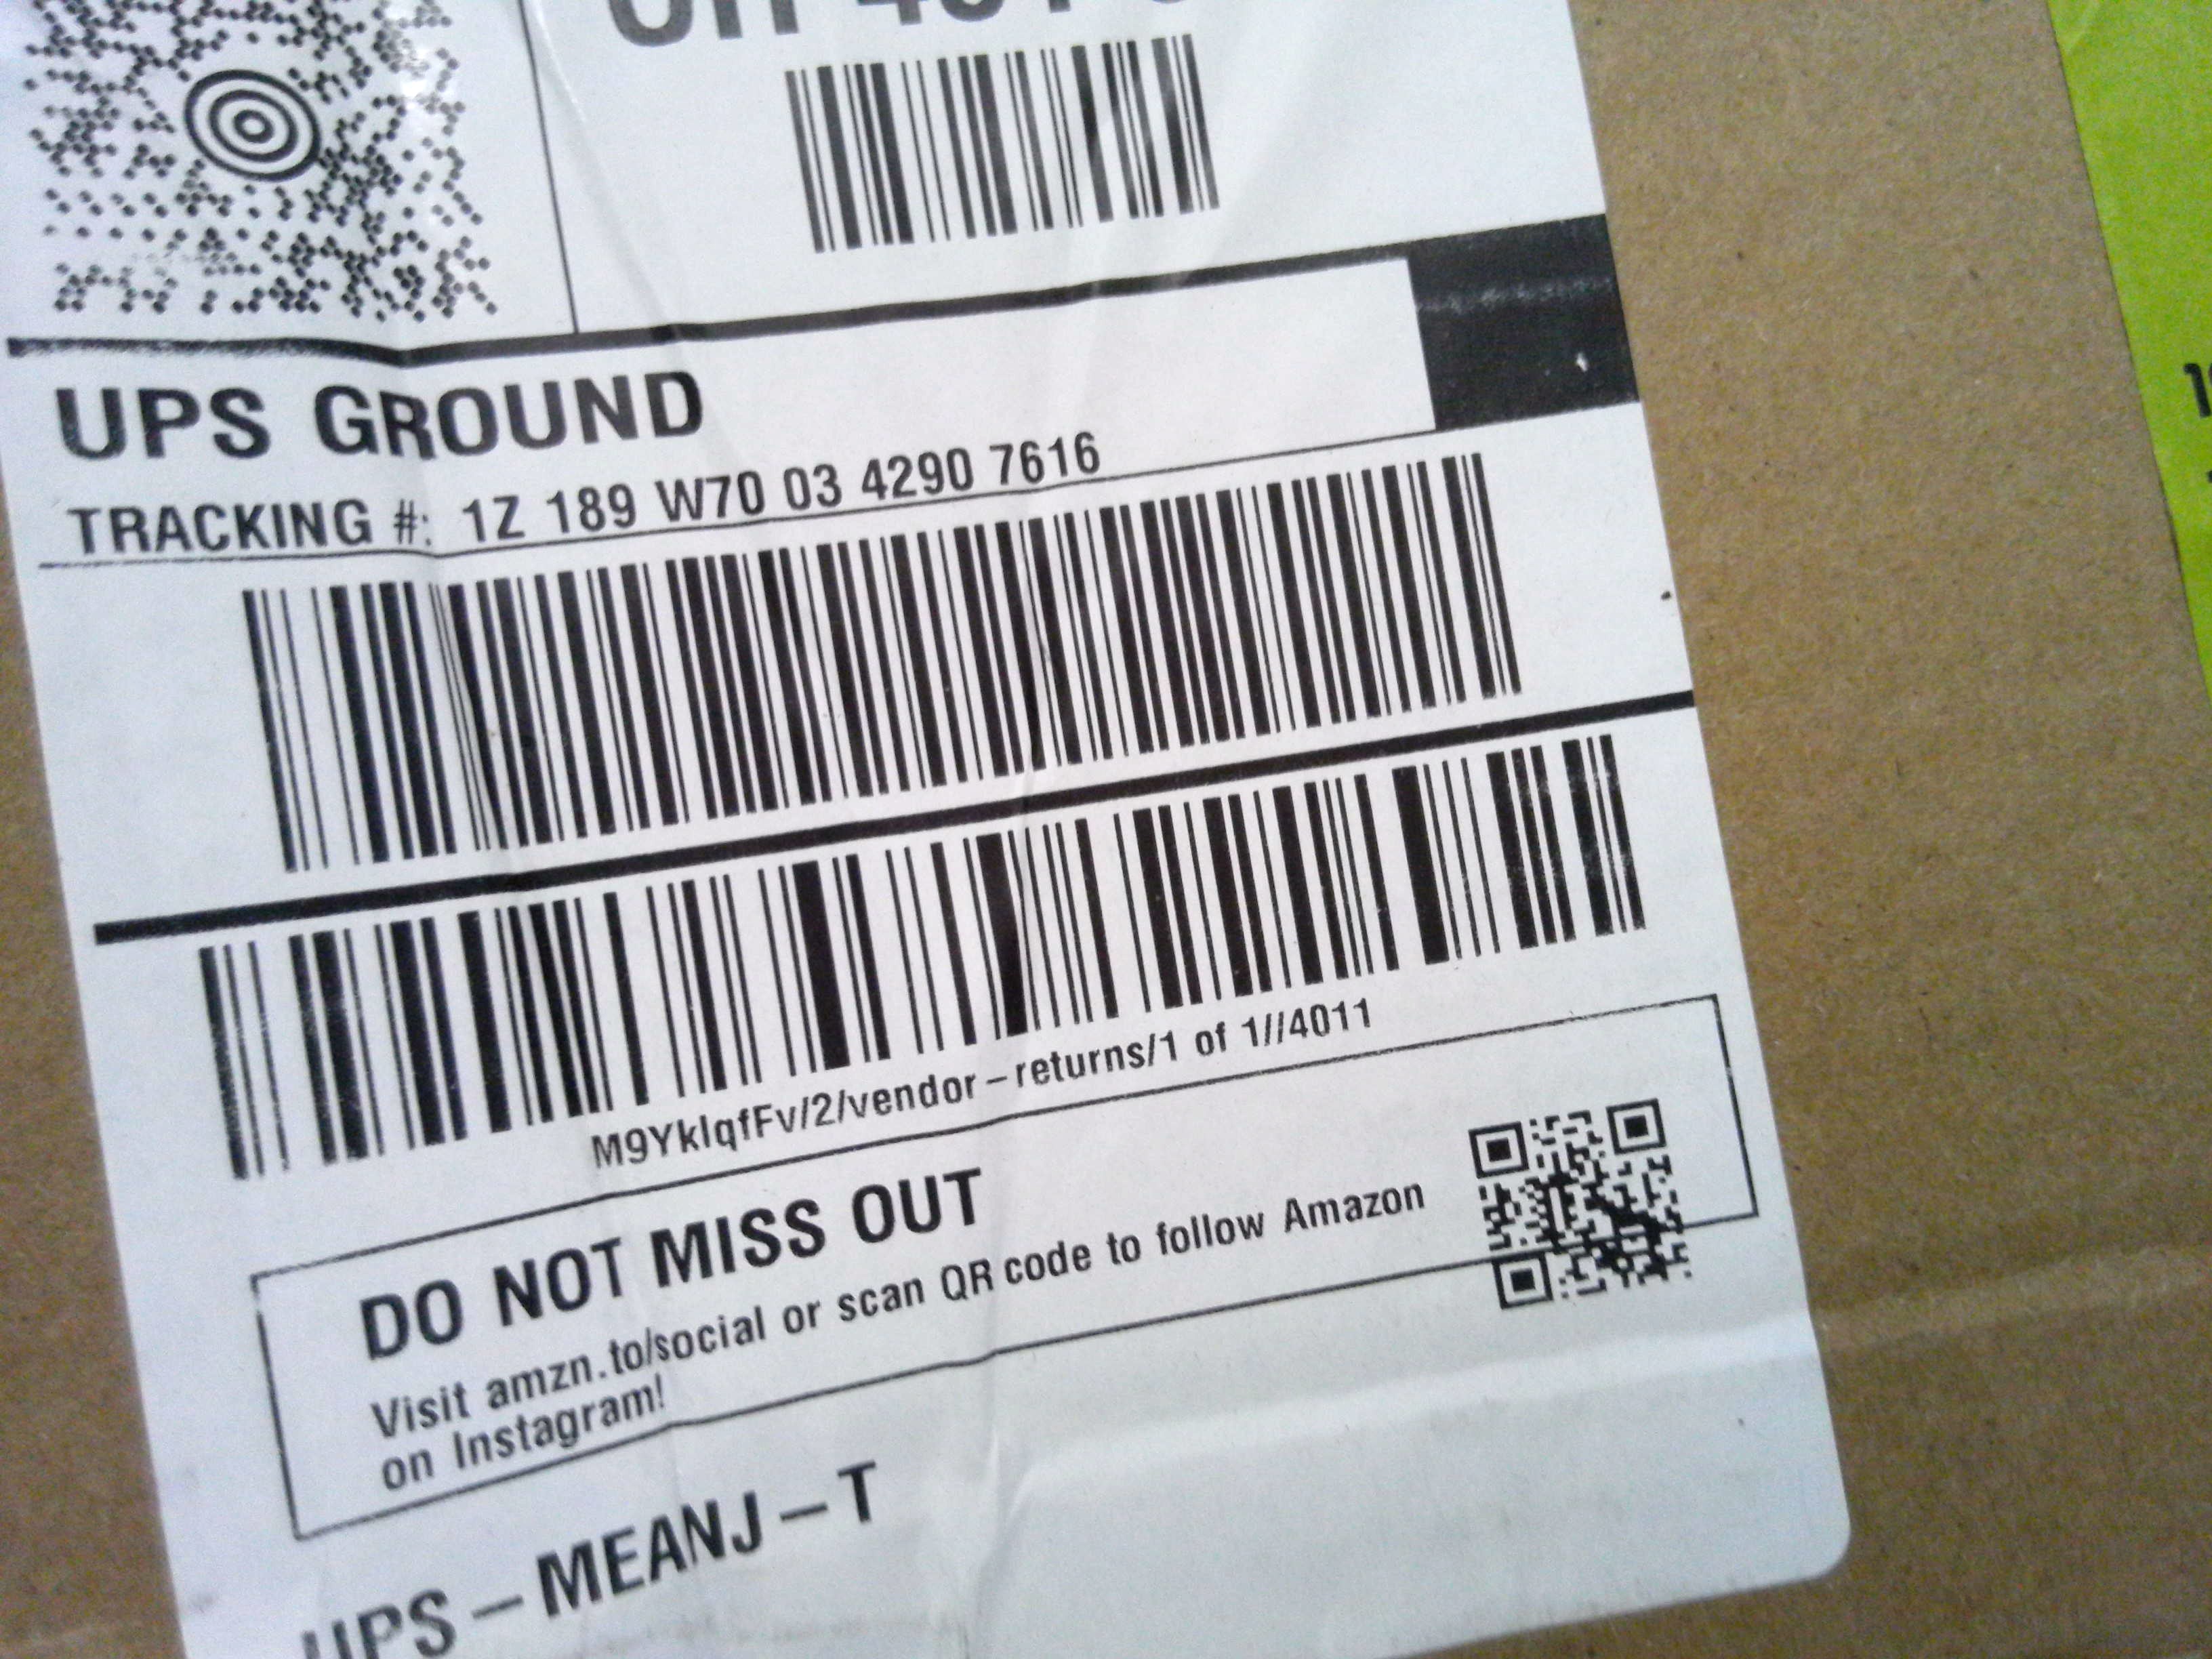 UPS GROUND
TRACKING #: 1Z 189 W70 03 4290 7616
M9YklqfFv/2/vendor-returns/1 of 1//4011
DO NOT MISS OUT
Visit amzn.to/social or scan QR code to follow Amazon
on Instagram!
UPS-MEANJ-T